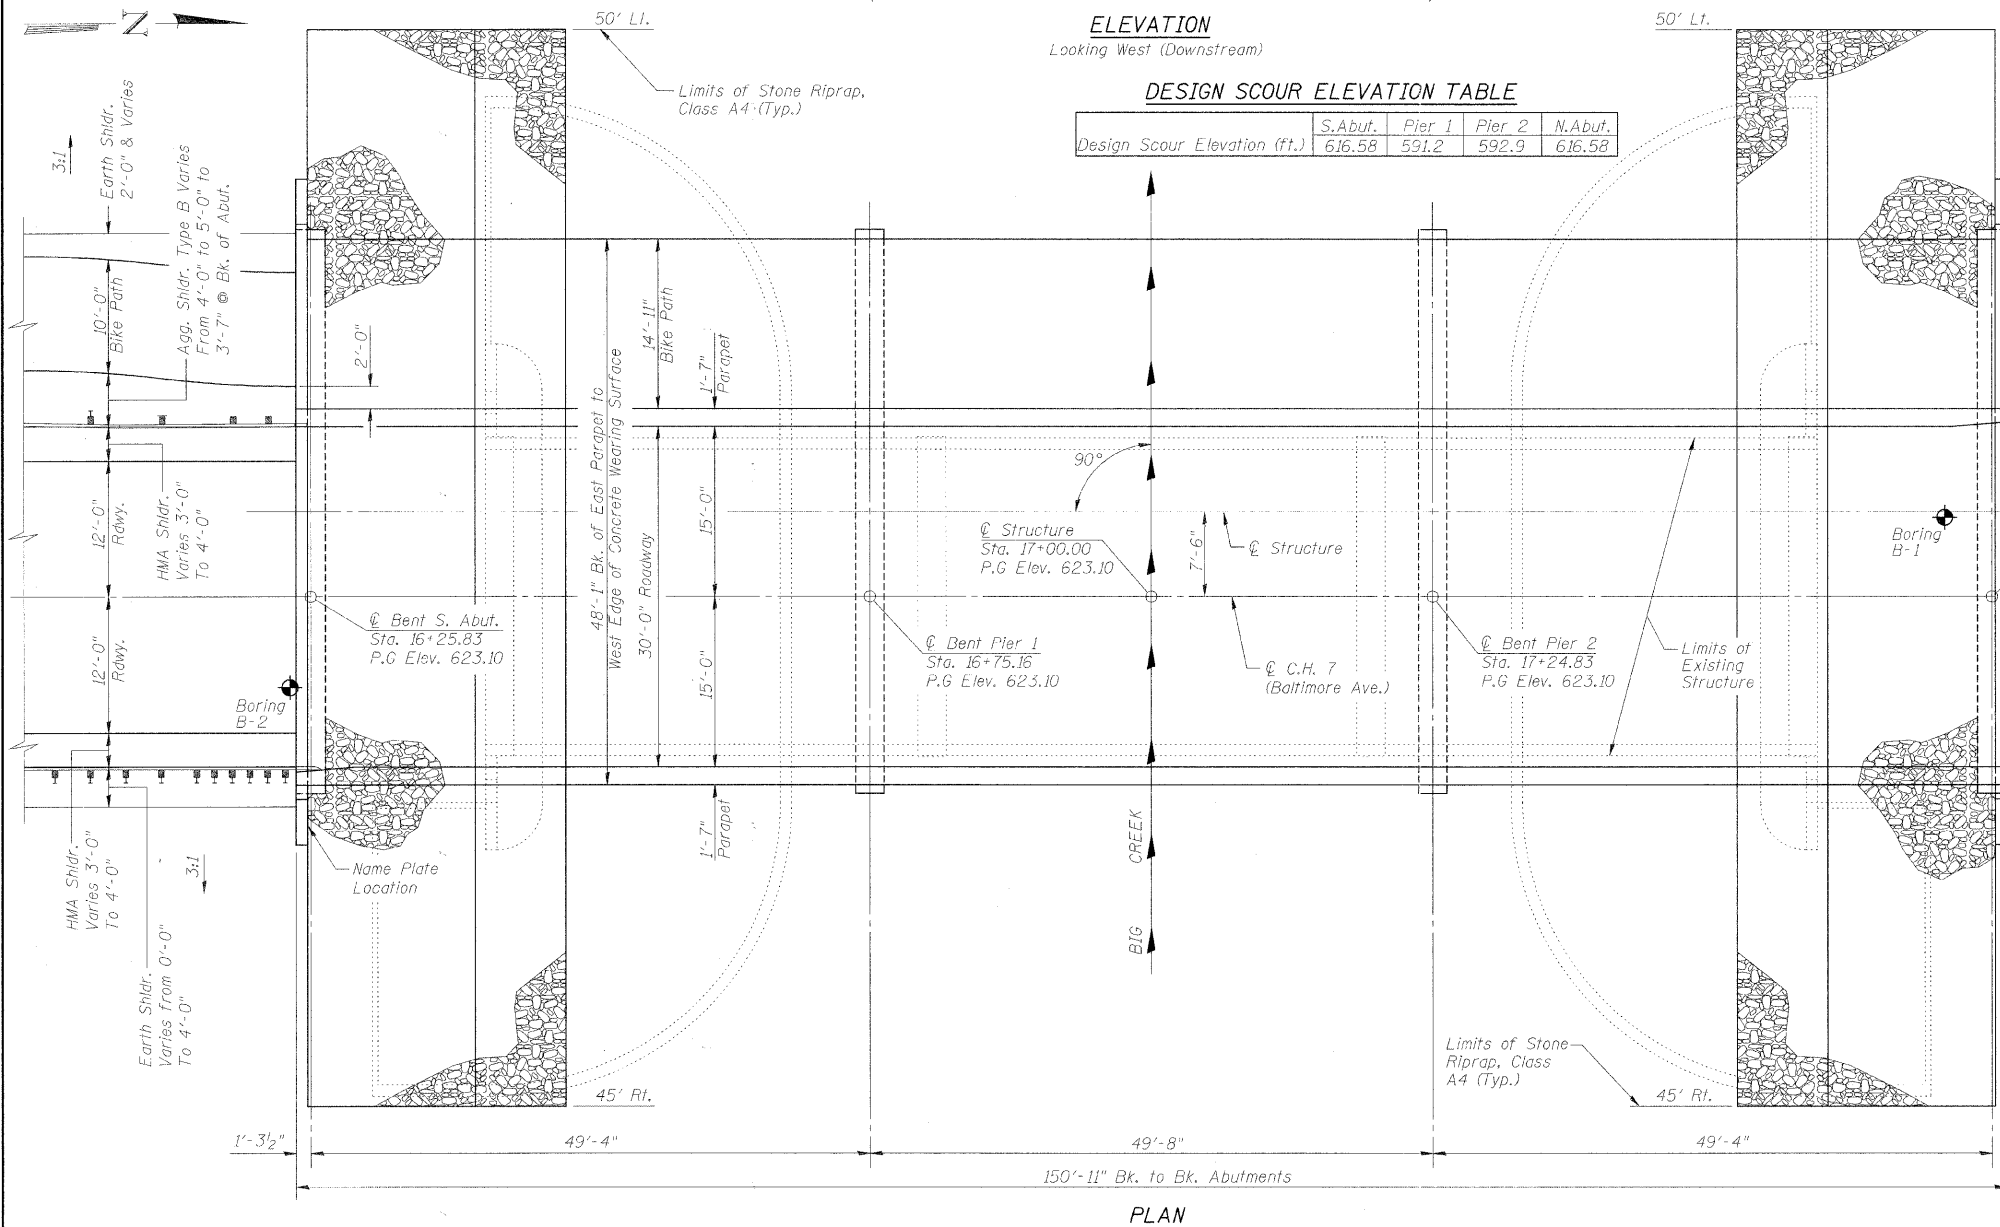 N
50' Lt.
ELEVATION
Looking West (Downstream)
50' Lt.
Limits of Stone Riprap,
Class A4 (Typ.)
DESIGN SCOUR ELEVATION TABLE
S.Abut. Pier 1 Pier 2 N.Abut.
Design Scour Elevation (ft.) 616.58 591.2 592.9 616.58
3:1
Earth Shldr.
2'-0" & Varies
Agg. Shldr. Type B Varies
From 4'-0" to 5'-0" to
3'-7" @ Bk. of Abut.
10'-0"
Bike Path
2'-0"
14'-11"
Bike Path
1'-7"
Parapet
48'-1" Bk. of East Parapet to
West Edge of Concrete Wearing Surface
30'-0" Roadway
15'-0"
15'-0"
12'-0"
Rdwy.
HMA Shldr.
Varies 3'-0"
To 4'-0"
12'-0"
Rdwy.
90°
℄ Structure
Sta. 17+00.00
P.G Elev. 623.10
7'-6"
℄ Structure
Boring
B-1
℄ Bent S. Abut.
Sta. 16+25.83
P.G Elev. 623.10
℄ Bent Pier 1
Sta. 16+75.16
P.G Elev. 623.10
℄ C.H. 7
(Baltimore Ave.)
℄ Bent Pier 2
Sta. 17+24.83
P.G Elev. 623.10
Limits of
Existing
Structure
Boring
B-2
1'-7"
Parapet
BIG CREEK
Name Plate
Location
HMA Shldr.
Varies 3'-0"
To 4'-0"
3:1
Earth Shldr.
Varies from 0'-0"
To 4'-0"
45' Rt.
Limits of Stone
Riprap, Class
A4 (Typ.)
45' Rt.
1'-3½"
49'-4"
49'-8"
49'-4"
150'-11" Bk. to Bk. Abutments
PLAN